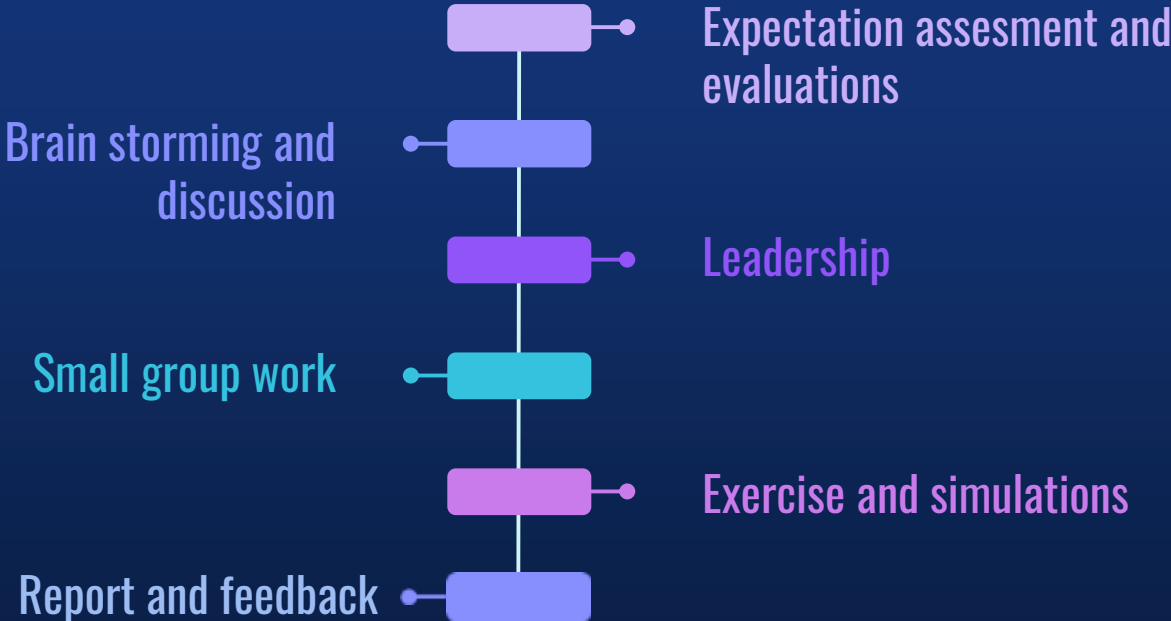 Expectation assesment and
evaluations
Brain storming and
discussion
Leadership
Small group work
Exercise and simulations
Report and feedback